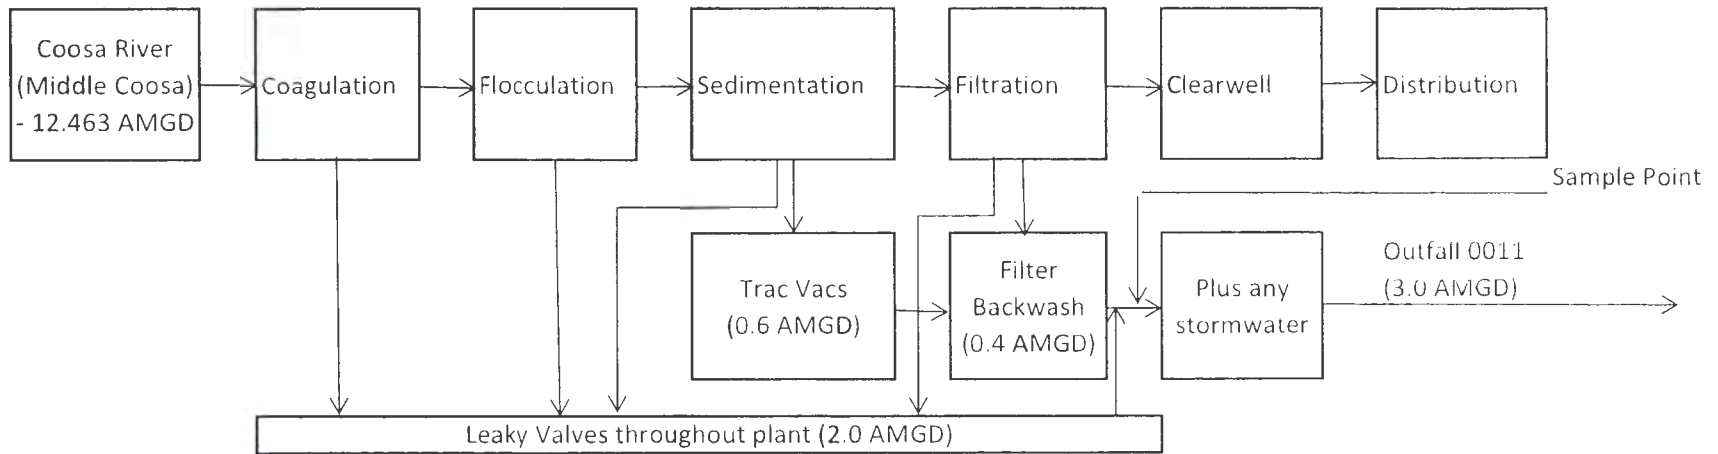 Coosa River
(Middle Coosa)
- 12.463 AMGD
Coagulation
Flocculation
Sedimentation
Filtration
Clearwell
Distribution
Sample Point
Trac Vacs
(0.6 AMGD)
Filter
Backwash
(0.4 AMGD)
Plus any
stormwater
Outfall 0011
(3.0 AMGD)
Leaky Valves throughout plant (2.0 AMGD)